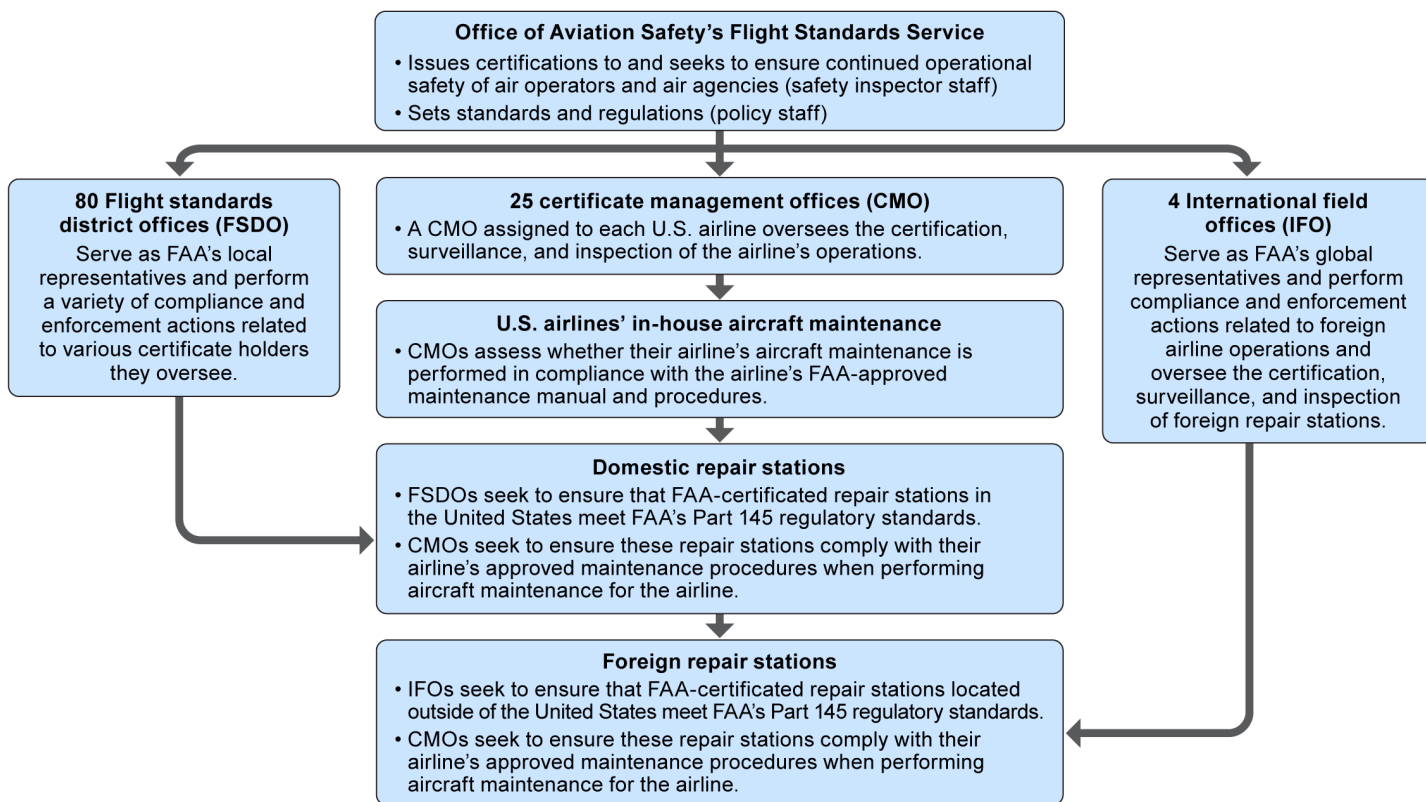 Office of Aviation Safety's Flight Standards Service
• Issues certifications to and seeks to ensure continued operational
safety of air operators and air agencies (safety inspector staff)
• Sets standards and regulations (policy staff)
80 Flight standards
district offices (FSDO)
Serve as FAA's local
representatives and perform
a variety of compliance and
enforcement actions related
to various certificate holders
they oversee.
25 certificate management offices (CMO)
• A CMO assigned to each U.S. airline oversees the certification,
surveillance, and inspection of the airline's operations.
4 International field
offices (IFO)
Serve as FAA's global
representatives and perform
compliance and enforcement
actions related to foreign
airline operations and
oversee the certification,
surveillance, and inspection
of foreign repair stations.
U.S. airlines' in-house aircraft maintenance
• CMOs assess whether their airline's aircraft maintenance is
performed in compliance with the airline's FAA-approved
maintenance manual and procedures.
Domestic repair stations
• FSDOs seek to ensure that FAA-certificated repair stations in
the United States meet FAA's Part 145 regulatory standards.
• CMOs seek to ensure these repair stations comply with their
airline's approved maintenance procedures when performing
aircraft maintenance for the airline.
Foreign repair stations
• IFOs seek to ensure that FAA-certificated repair stations located
outside of the United States meet FAA's Part 145 regulatory standards.
• CMOs seek to ensure these repair stations comply with their
airline's approved maintenance procedures when performing
aircraft maintenance for the airline.